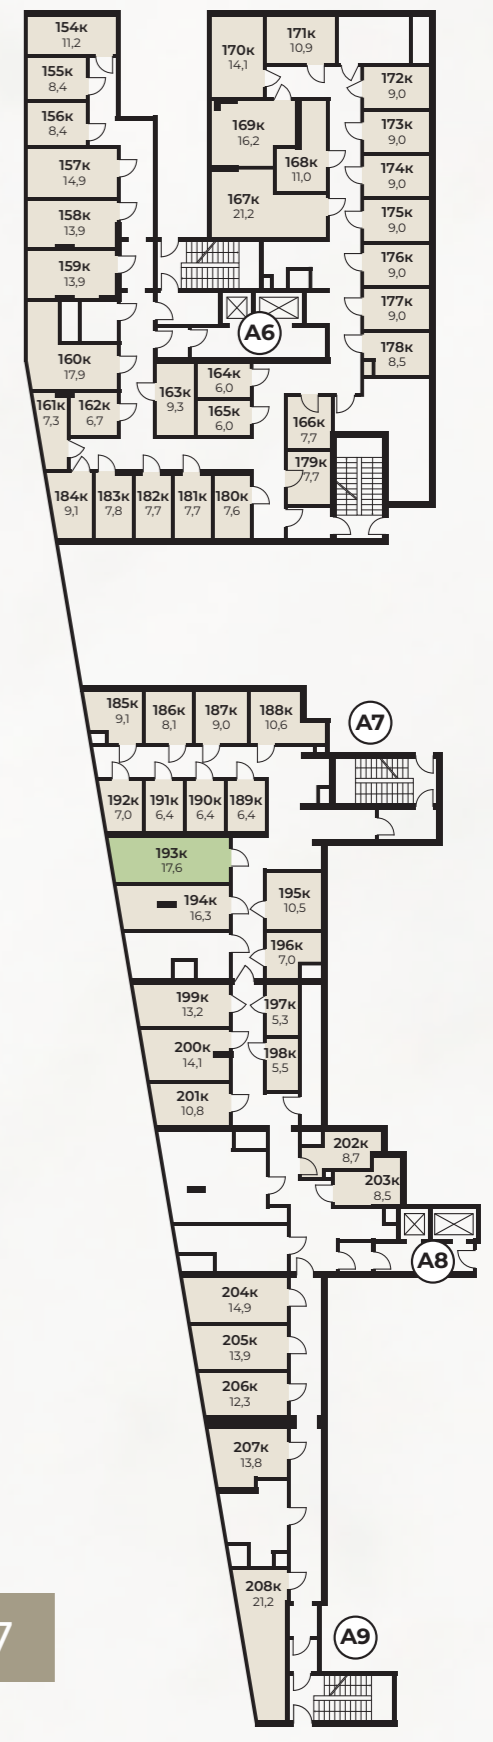 154к
11,2
155к
8,4
156к
8,4
157к
14,9
158к
13,9
159к
13,9
160к
17,9
161к
7,3
162к
6,7
163к
9,3
164к
6,0
165к
6,0
166к
7,7
167к
21,2
168к
11,0
169к
16,2
170к
14,1
171к
10,9
172к
9,0
173к
9,0
174к
9,0
175к
9,0
176к
9,0
177к
9,0
178к
8,5
179к
7,7
А6
184к
9,1
183к
7,8
182к
7,7
181к
7,7
180к
7,6
185к
9,1
186к
8,1
187к
9,0
188к
10,6
А7
192к
7,0
191к
6,4
190к
6,4
189к
6,4
193к
17,6
194к
16,3
195к
10,5
196к
7,0
199к
13,2
197к
5,3
200к
14,1
198к
5,5
201к
10,8
202к
8,7
203к
8,5
А8
204к
14,9
205к
13,9
206к
12,3
207к
13,8
208к
21,2
7
А9